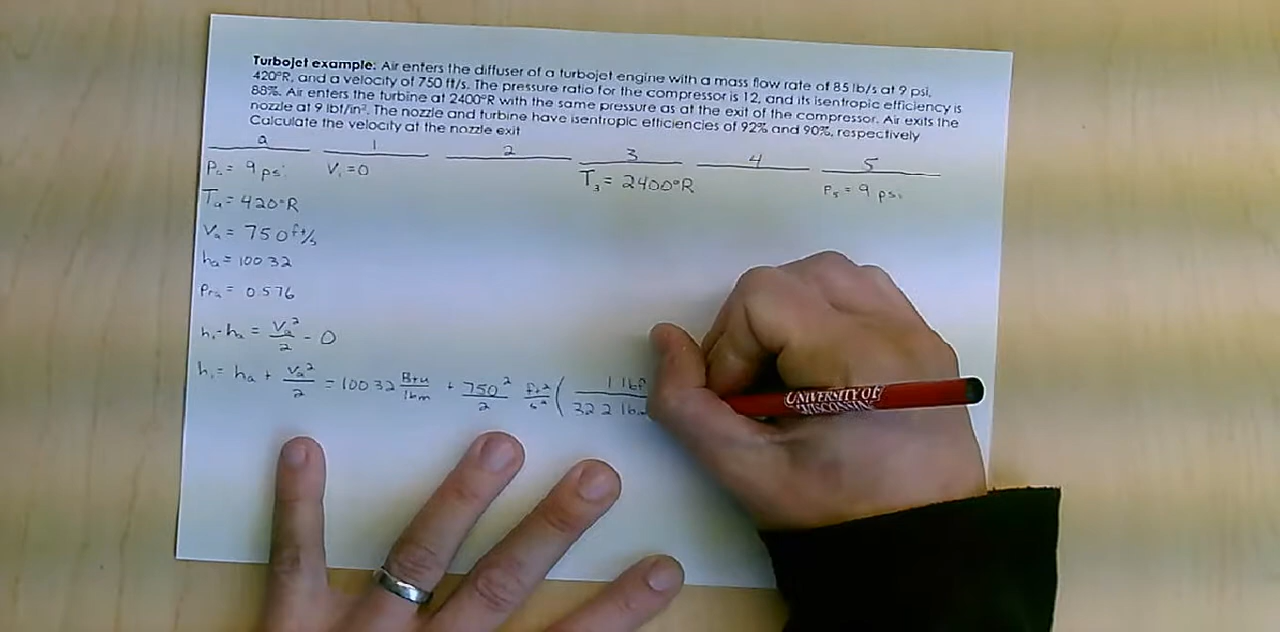 Turbojet example: Air enters the diffuser of a turbojet engine with a mass flow rate of 85 lb/s at 9 psi,
420°R, and a velocity of 750 ft/s. The pressure ratio for the compressor is 12, and its isentropic efficiency is
88%. Air enters the turbine at 2400°R with the same pressure as at the exit of the compressor. Air exits the
nozzle at 9 lbf/in². The nozzle and turbine have isentropic efficiencies of 92% and 90%, respectively
Calculate the velocity at the nozzle exit
a 1 2 3 4 5
Pa = 9 psi V₁ = 0 T₃ = 2400°R P₅ = 9 psi
Ta = 420°R
Va = 750 ft/s
ha = 100.32
Pra = 0.576
h₁-ha = Va²/2 - 0
h₁ = ha + Va²/2 = 100.32 Btu/lbm + 750²/2 ft²/s² ( 1 lbf / 32.2 lbm
UNIVERSITY OF
WISCONSIN